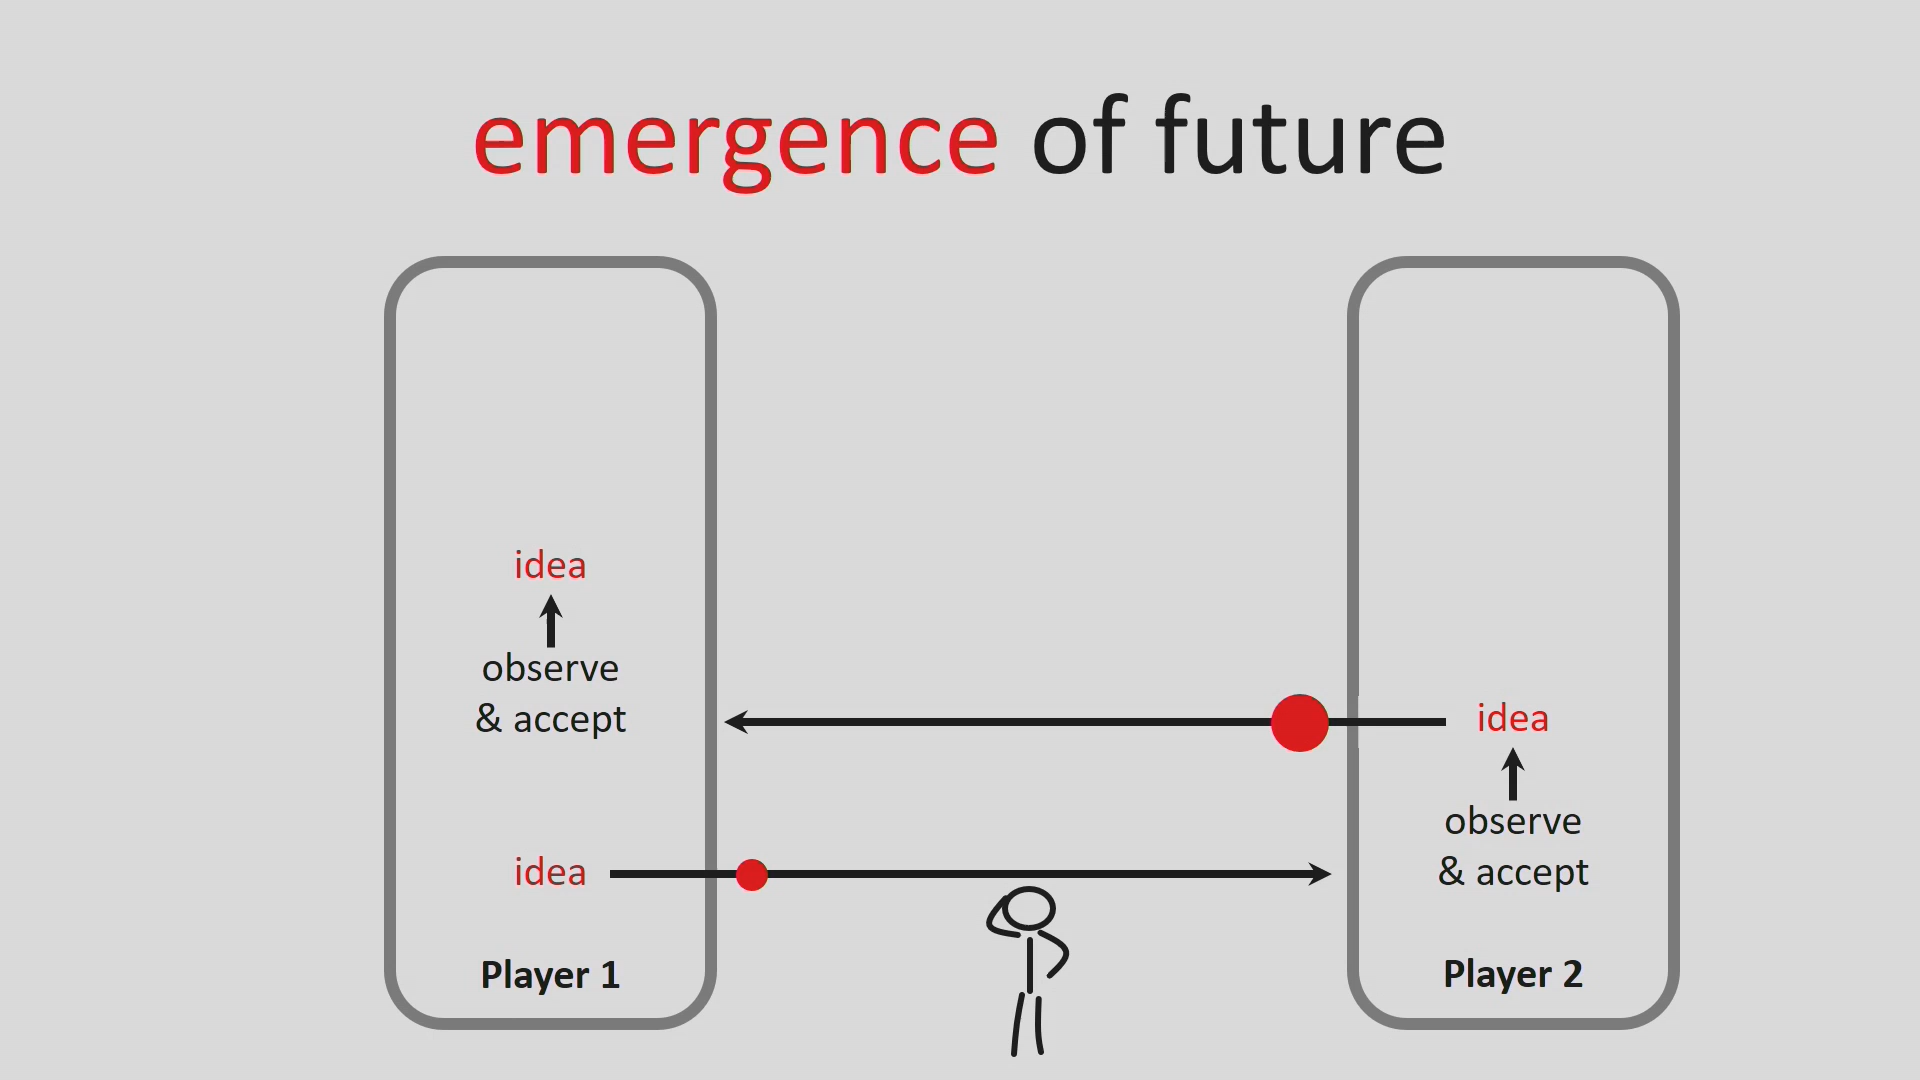 emergence of future
idea
observe
& accept
idea
Player 1
idea
observe
& accept
Player 2